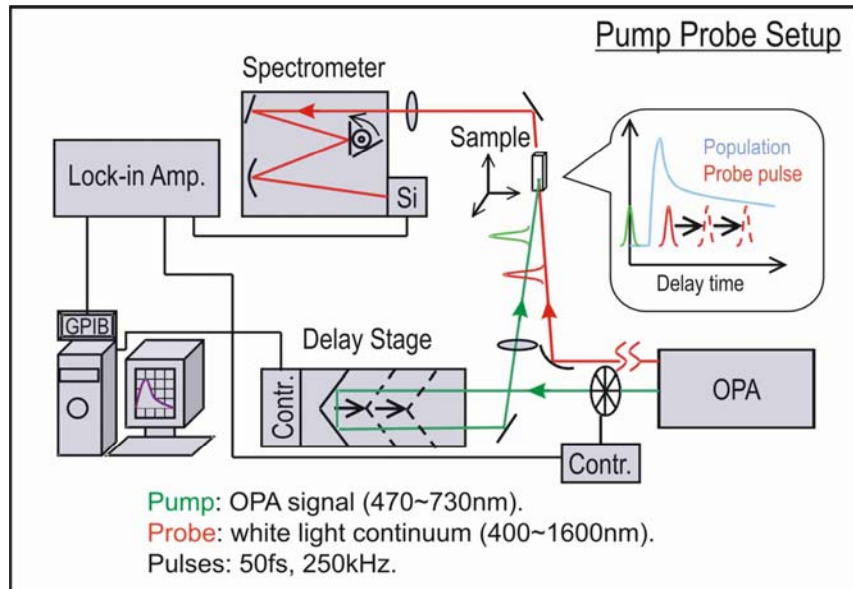 Pump Probe Setup
Spectrometer
Sample
Population
Probe pulse
Lock-in Amp.
Si
Delay time
GPIB
Delay Stage
OPA
Contr.
Contr.
Pump: OPA signal (470~730nm).
Probe: white light continuum (400~1600nm).
Pulses: 50fs, 250kHz.